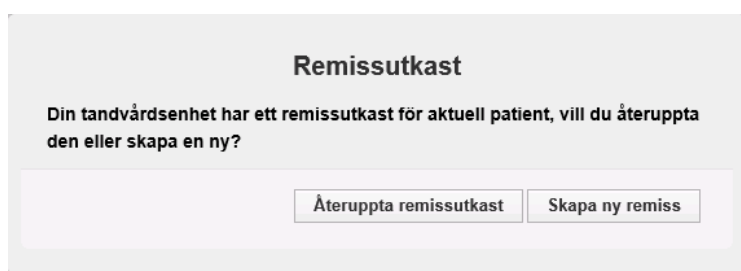 Remissutkast
Din tandvårdsenhet har ett remissutkast för aktuell patient, vill du återuppta
den eller skapa en ny?
Återuppta remissutkast
Skapa ny remiss